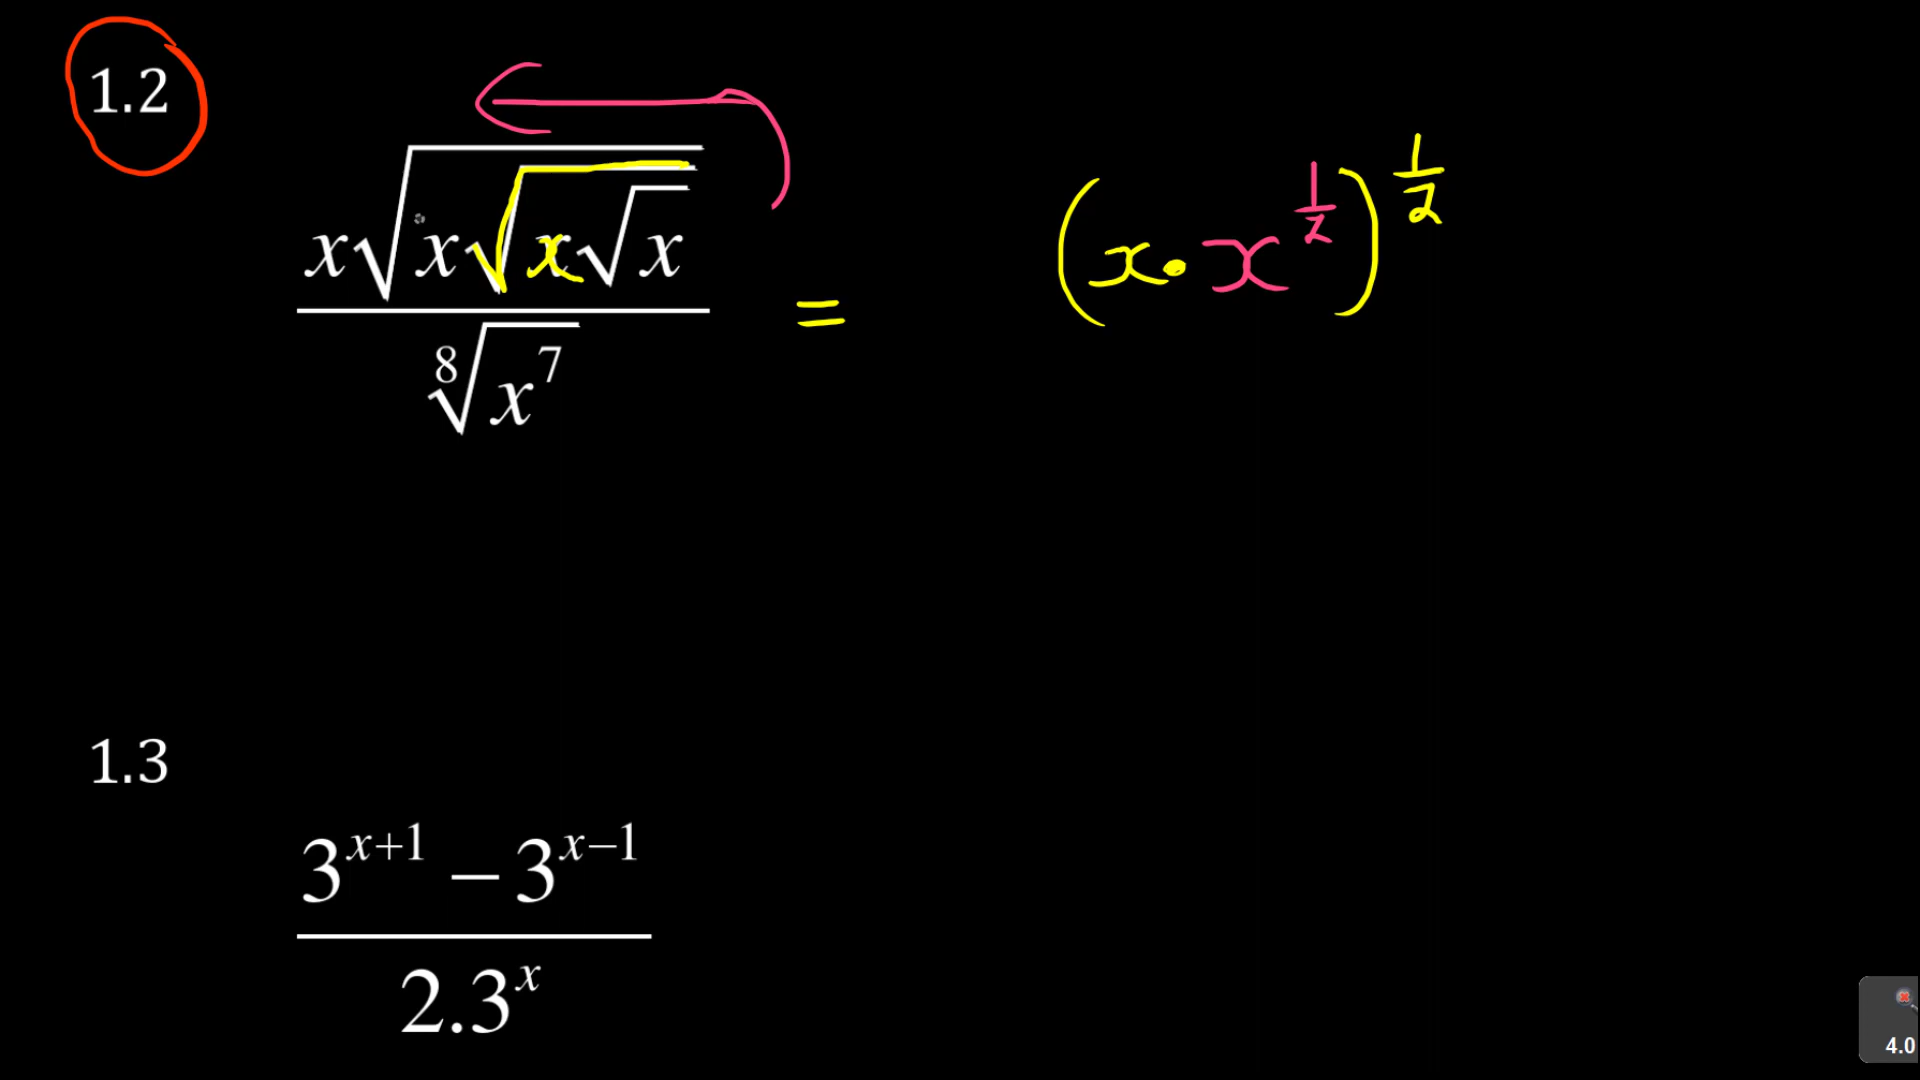 1.2
x√(x√(x√x)) / ⁸√(x⁷) = (x·x^(1/2))^(1/2)
1.3
(3^(x+1) − 3^(x−1)) / (2.3^x)
4.0